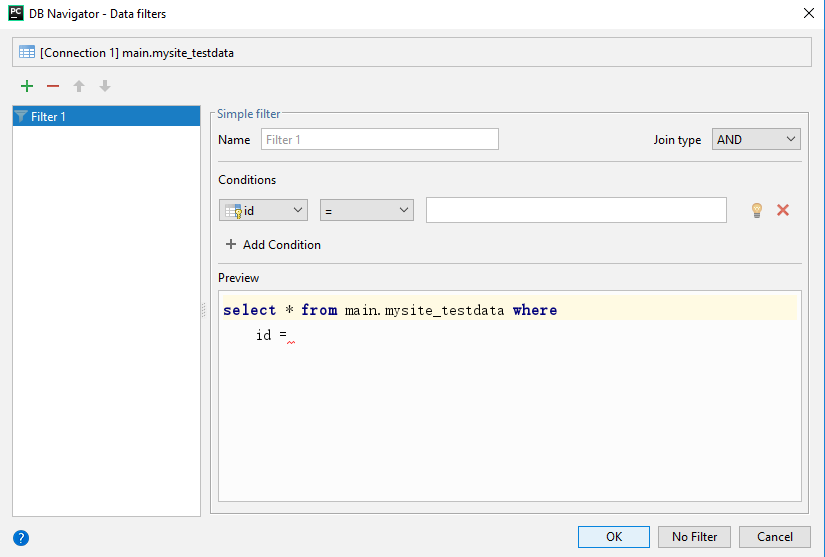 PC DB Navigator - Data filters
[Connection 1] main.mysite_testdata
Filter 1
Simple filter
Name Filter 1 Join type AND
Conditions
id =
Add Condition
Preview
select * from main.mysite_testdata where
id =
? OK No Filter Cancel